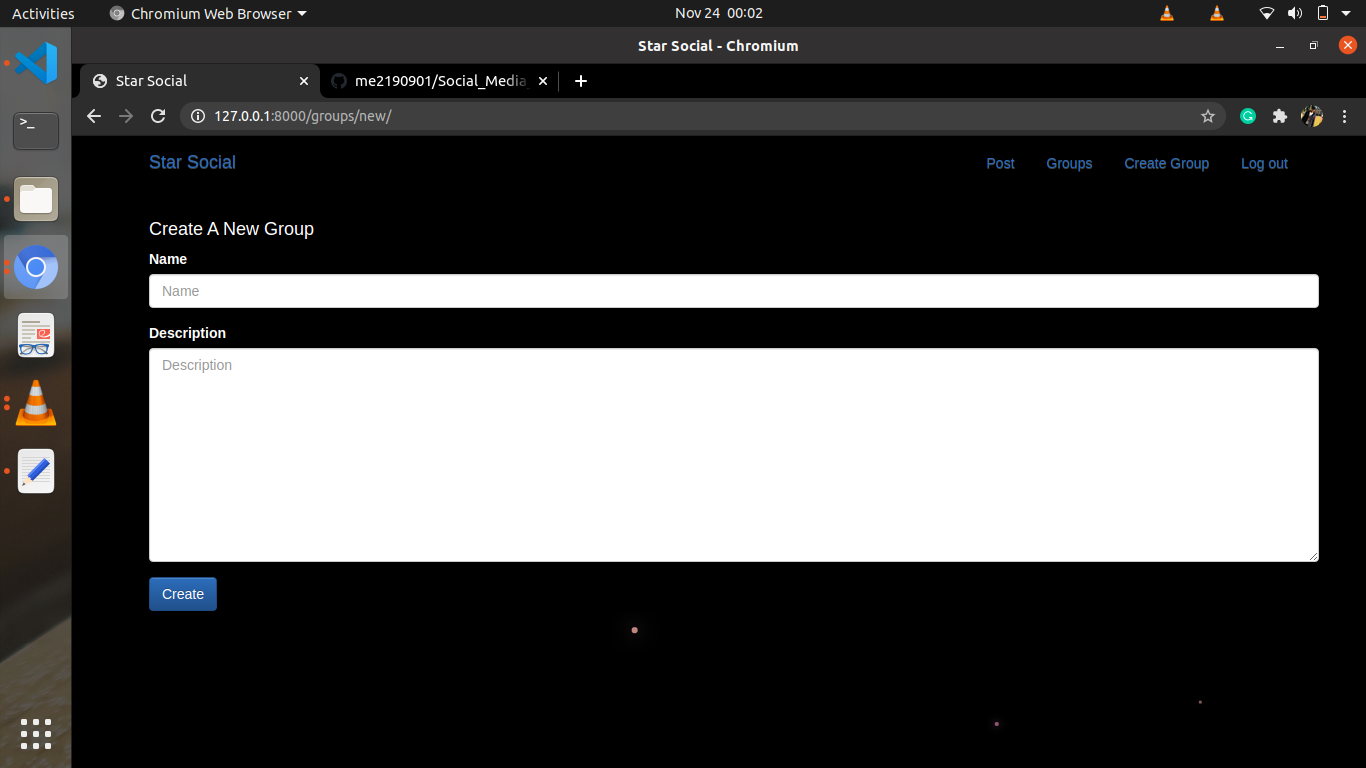 Activities Chromium Web Browser Nov 24 00:02
Star Social - Chromium
Star Social me2190901/Social_Media
127.0.0.1:8000/groups/new/
Star Social Post Groups Create Group Log out
Create A New Group
Name
Name
Description
Description
Create